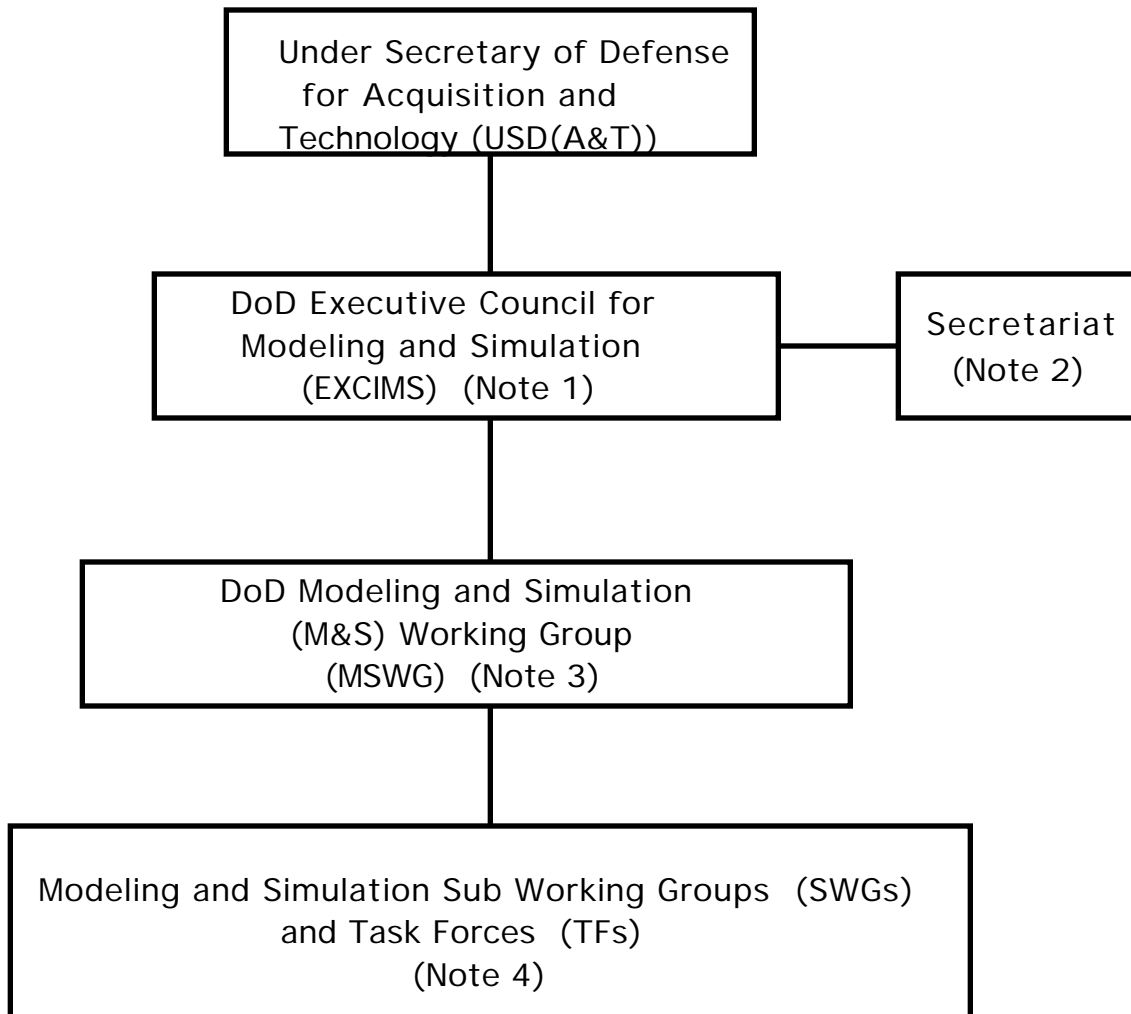 Under Secretary of Defense
for Acquisition and
Technology (USD(A&T))
DoD Executive Council for
Modeling and Simulation
(EXCIMS) (Note 1)
Secretariat
(Note 2)
DoD Modeling and Simulation
(M&S) Working Group
(MSWG) (Note 3)
Modeling and Simulation Sub Working Groups (SWGs)
and Task Forces (TFs)
(Note 4)